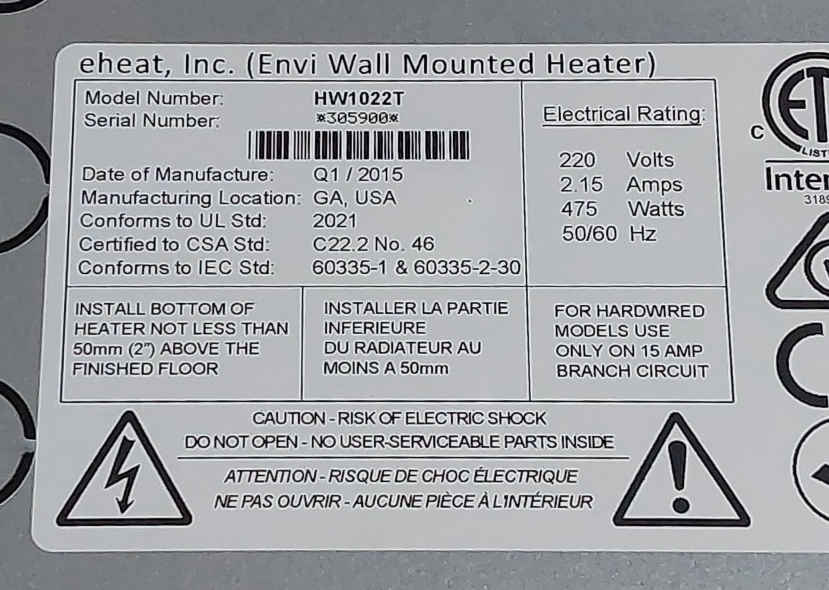 eheat, Inc. (Envi Wall Mounted Heater)
Model Number: HW1022T
Serial Number: *305900*
Date of Manufacture: Q1 / 2015
Manufacturing Location: GA, USA
Conforms to UL Std: 2021
Certified to CSA Std: C22.2 No. 46
Conforms to IEC Std: 60335-1 & 60335-2-30
Electrical Rating:
220 Volts
2.15 Amps
475 Watts
50/60 Hz
INSTALL BOTTOM OF
HEATER NOT LESS THAN
50mm (2") ABOVE THE
FINISHED FLOOR
INSTALLER LA PARTIE
INFERIEURE
DU RADIATEUR AU
MOINS A 50mm
FOR HARDWIRED
MODELS USE
ONLY ON 15 AMP
BRANCH CIRCUIT
CAUTION - RISK OF ELECTRIC SHOCK
DO NOT OPEN - NO USER-SERVICEABLE PARTS INSIDE
ATTENTION - RISQUE DE CHOC ÉLECTRIQUE
NE PAS OUVRIR - AUCUNE PIÈCE À L'INTÉRIEUR
C